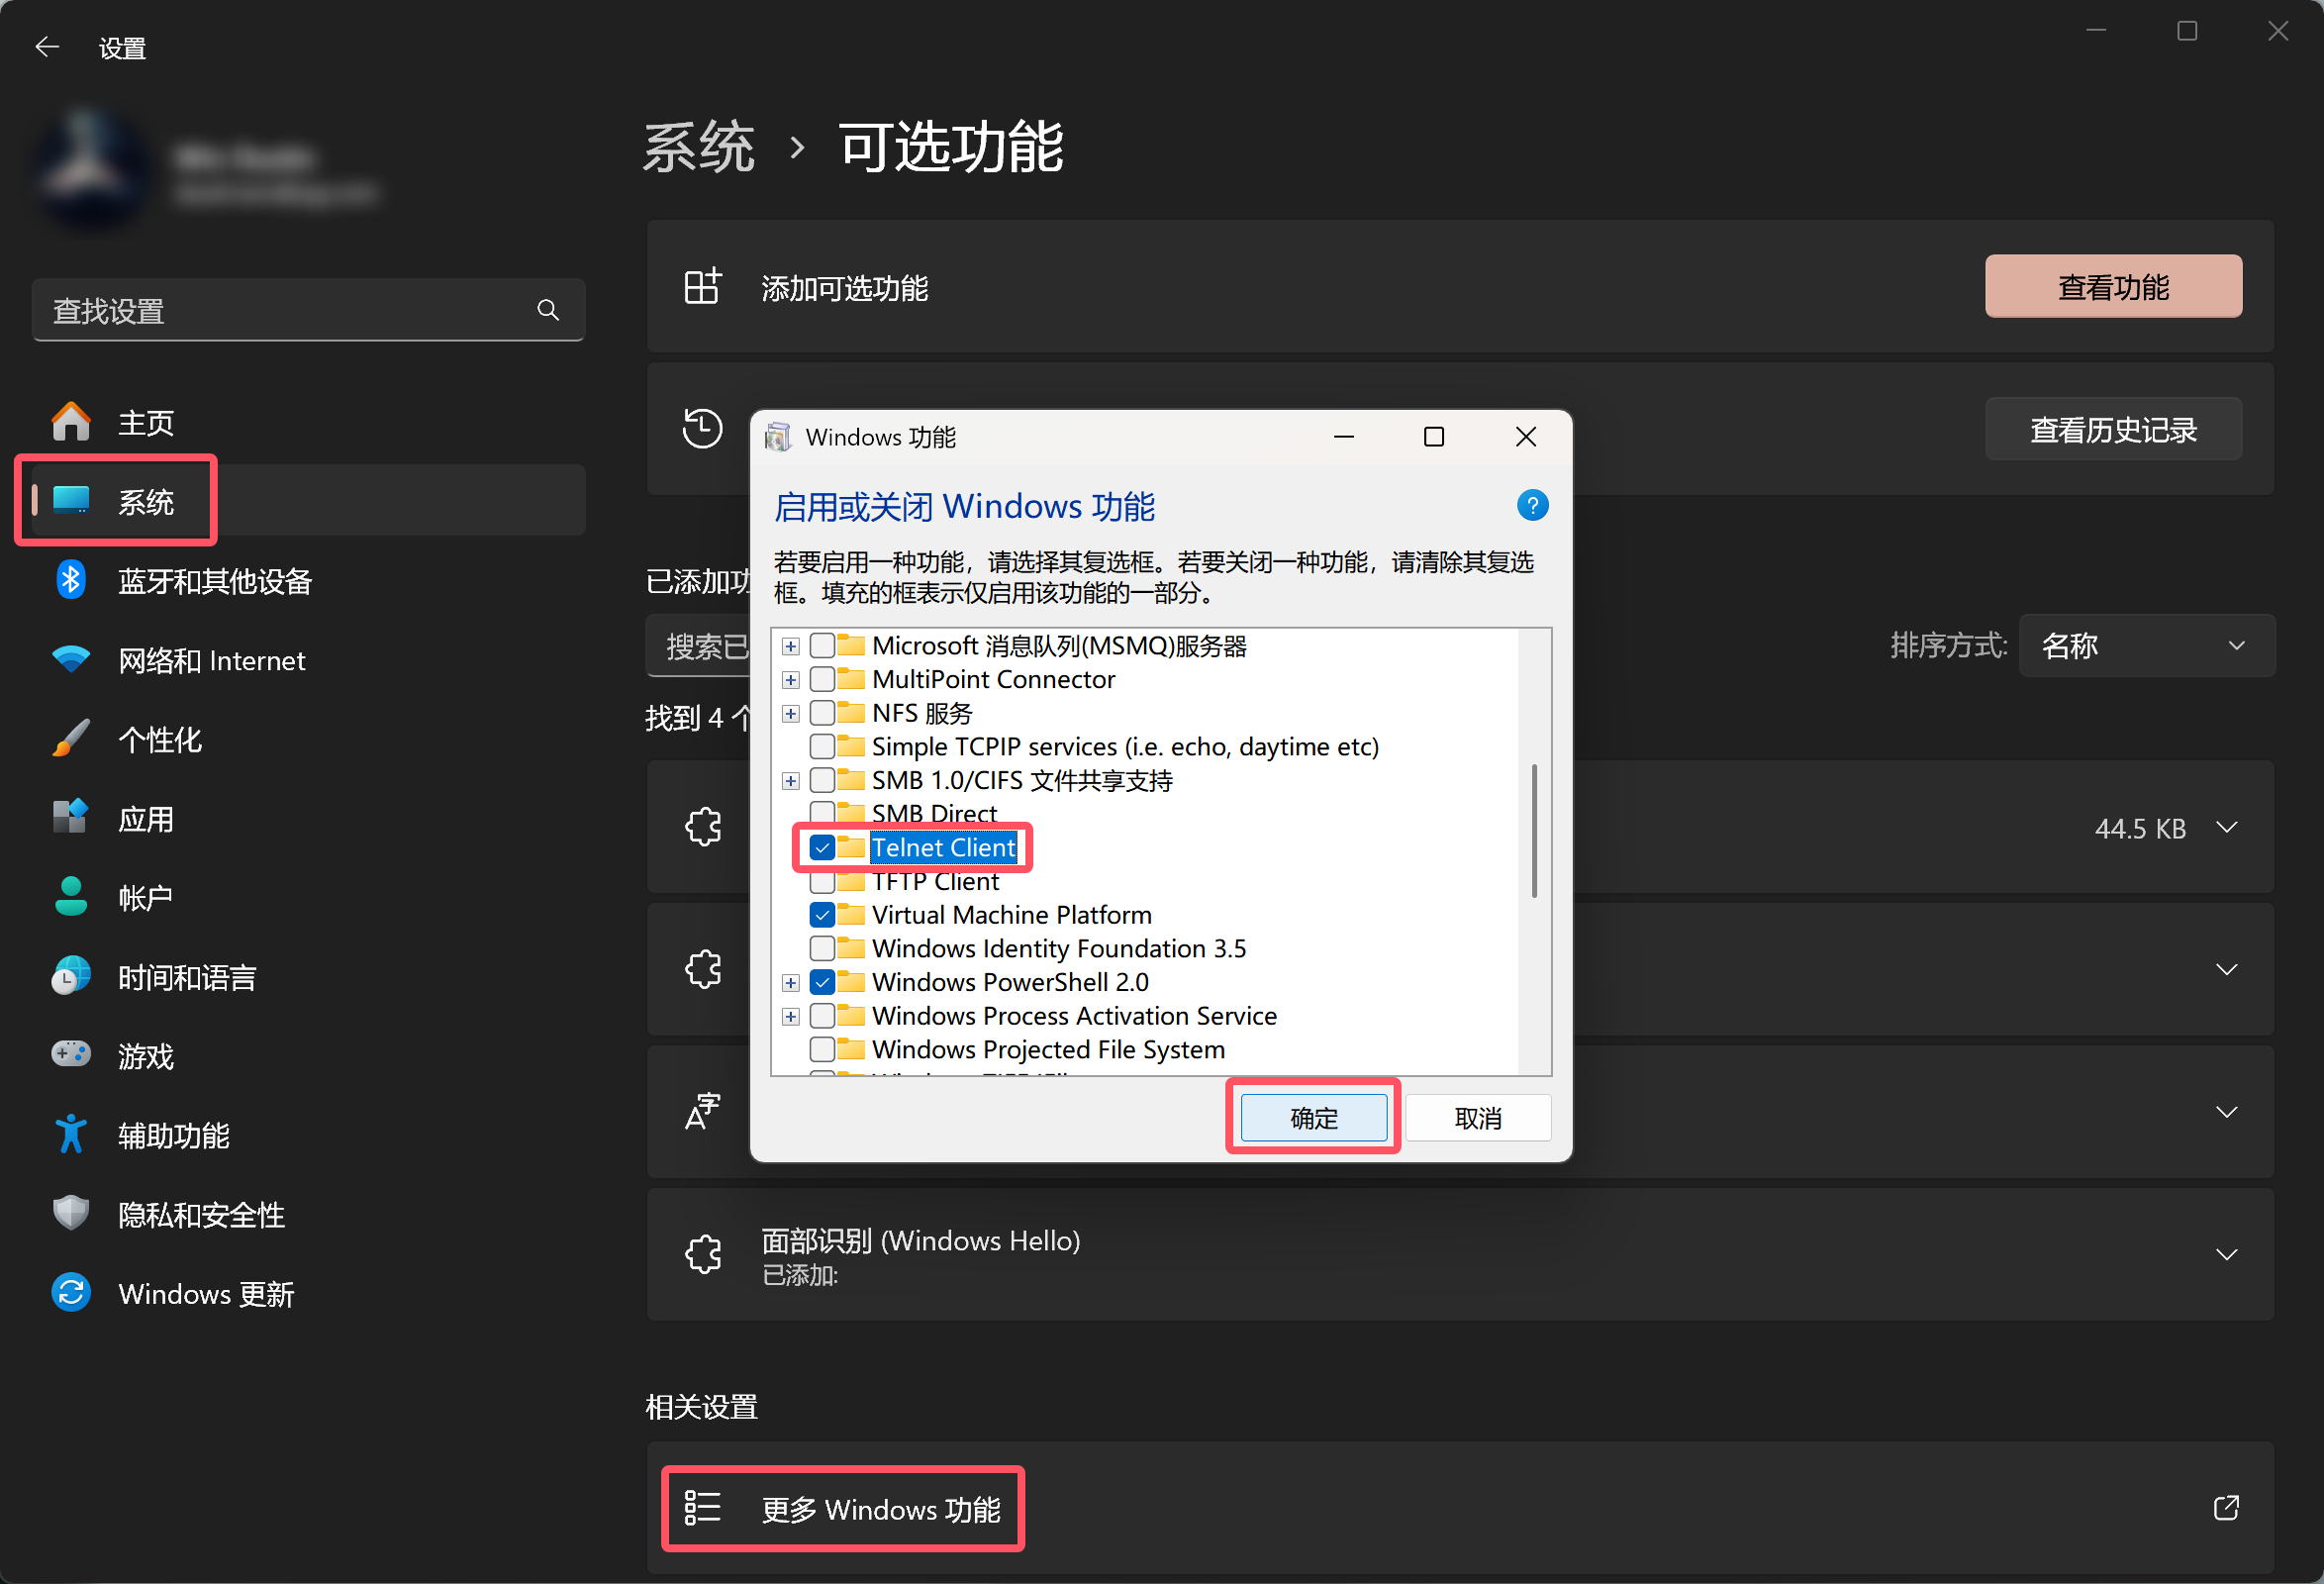 设置
查找设置
主页
系统
蓝牙和其他设备
网络和 Internet
个性化
应用
帐户
时间和语言
游戏
辅助功能
隐私和安全性
Windows 更新
系统 › 可选功能
添加可选功能
查看功能
查看历史记录
已添加功
搜索已
排序方式:
名称
找到 4 个
44.5 KB
Windows 功能
启用或关闭 Windows 功能
若要启用一种功能，请选择其复选框。若要关闭一种功能，请清除其复选
框。填充的框表示仅启用该功能的一部分。
Microsoft 消息队列(MSMQ)服务器
MultiPoint Connector
NFS 服务
Simple TCPIP services (i.e. echo, daytime etc)
SMB 1.0/CIFS 文件共享支持
SMB Direct
Telnet Client
TFTP Client
Virtual Machine Platform
Windows Identity Foundation 3.5
Windows PowerShell 2.0
Windows Process Activation Service
Windows Projected File System
确定
取消
面部识别 (Windows Hello)
已添加:
相关设置
更多 Windows 功能